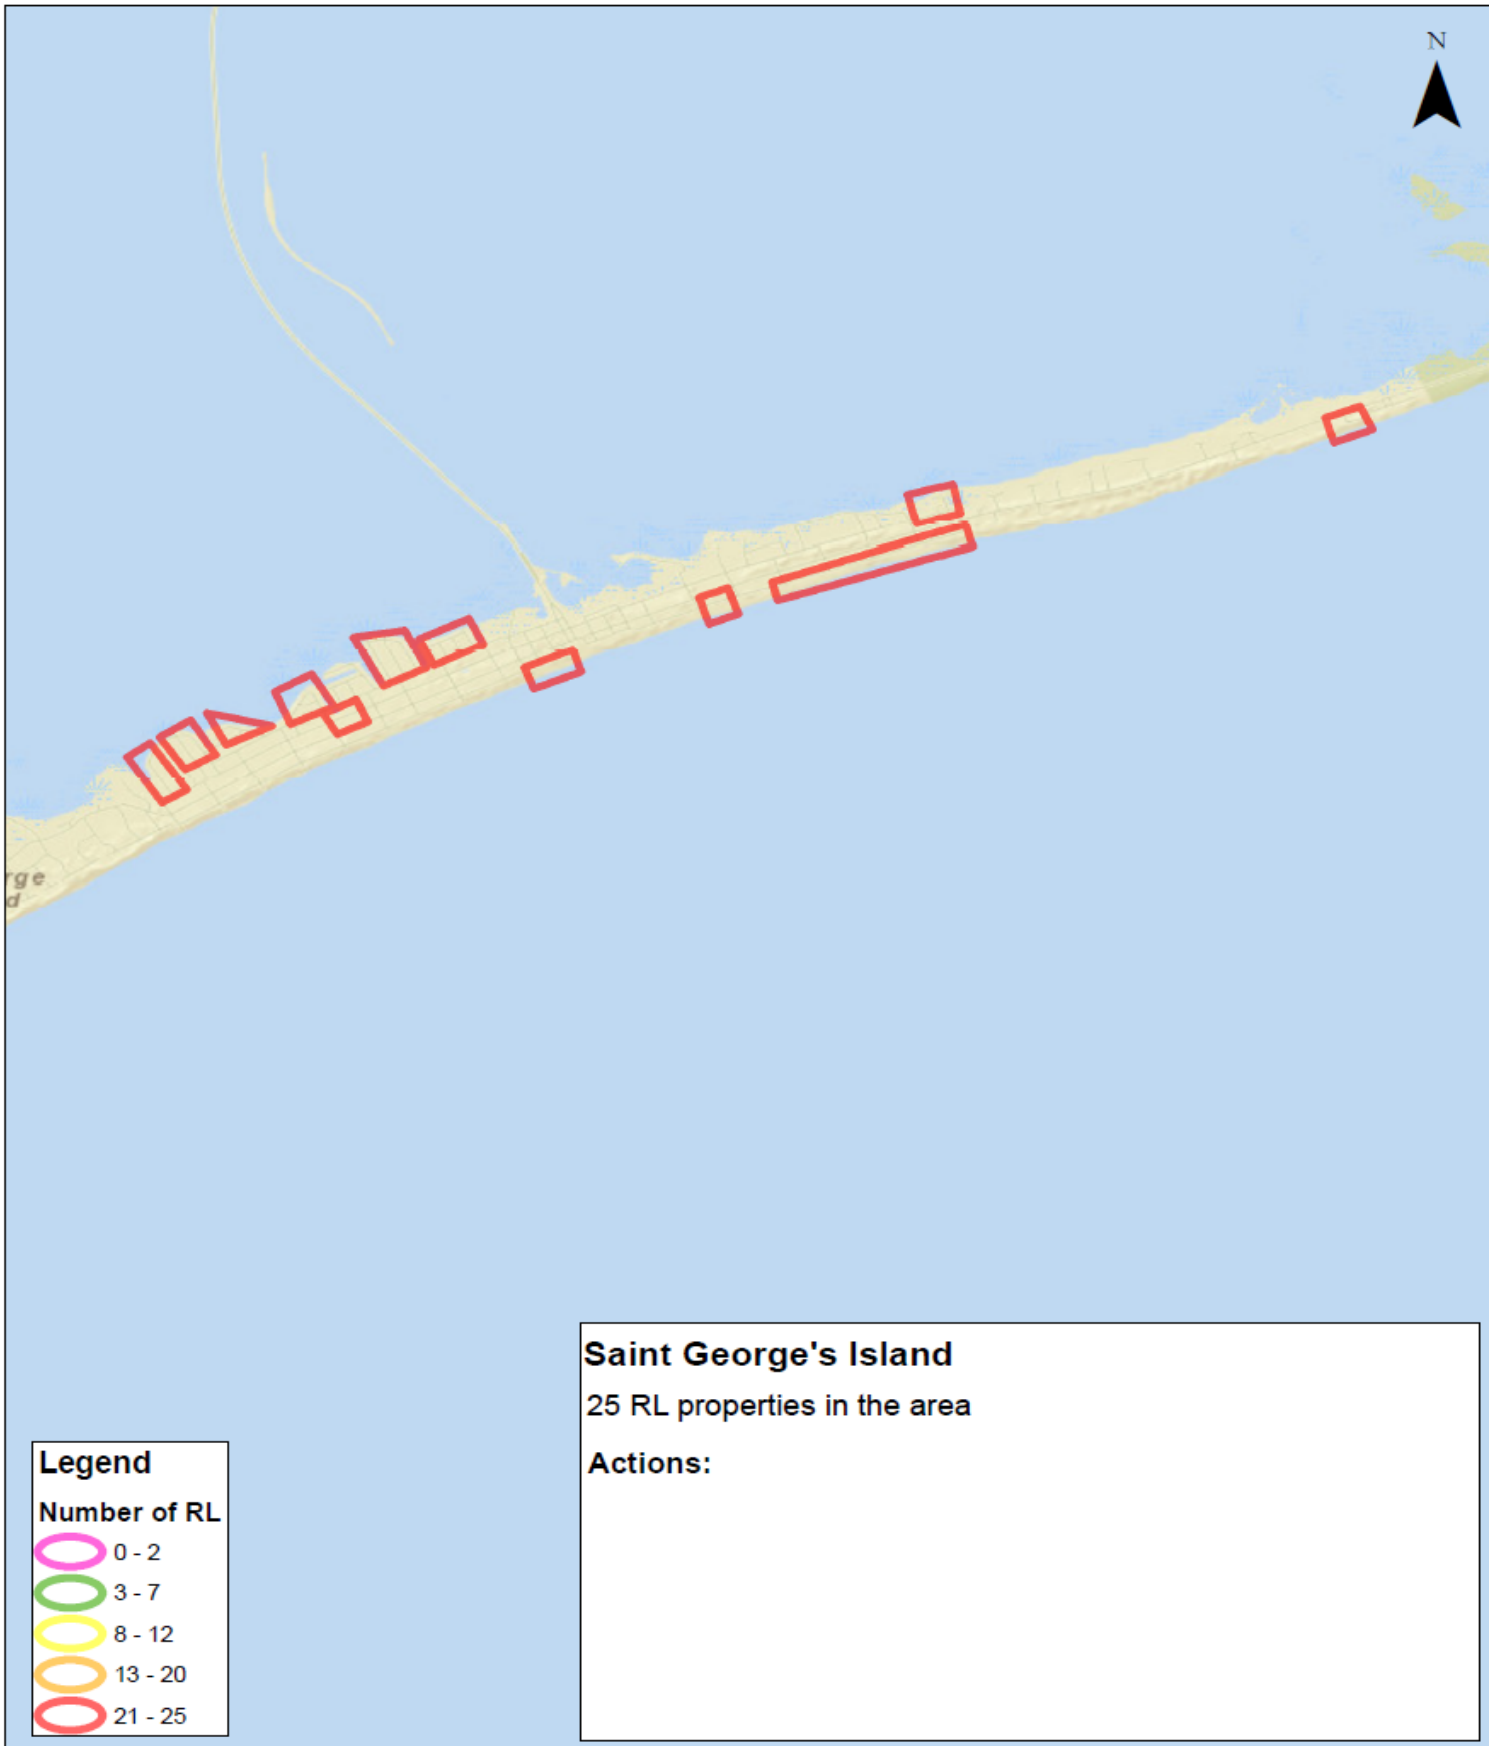 N
rge
d
Saint George's Island
25 RL properties in the area
Actions:
Legend
Number of RL
0 - 2
3 - 7
8 - 12
13 - 20
21 - 25